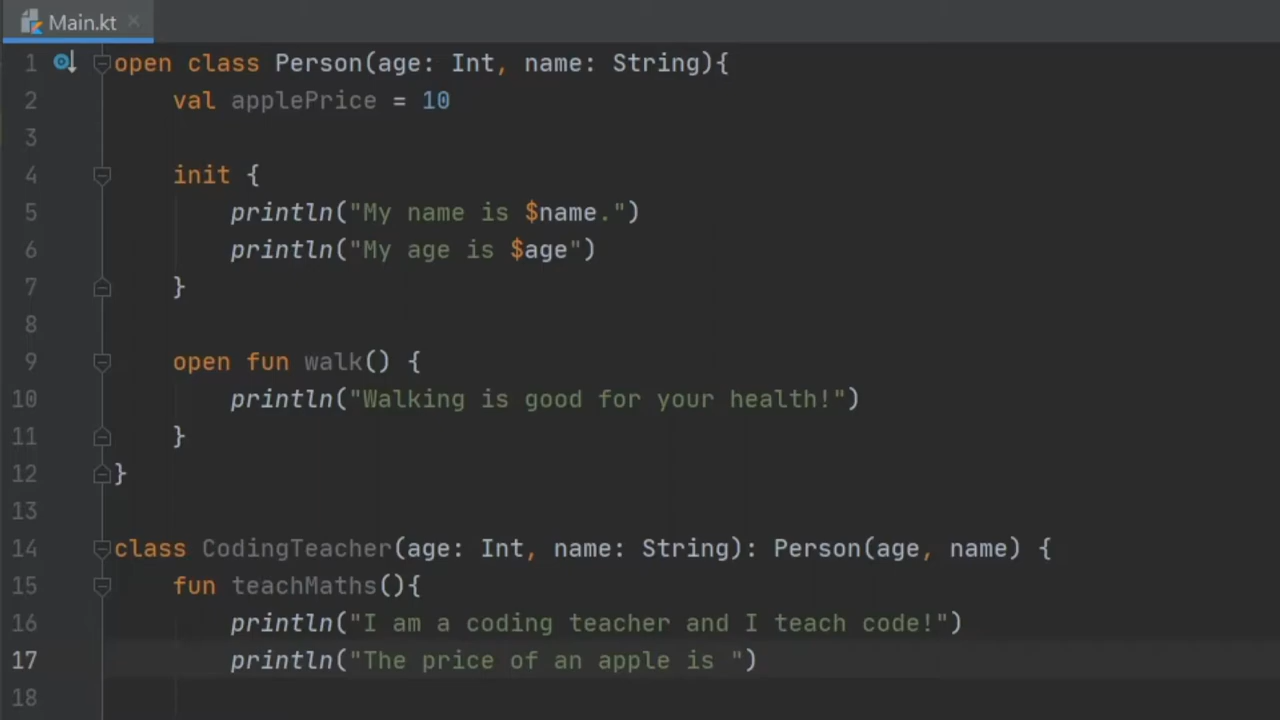 Main.kt
1 open class Person(age: Int, name: String){
2     val applePrice = 10
3
4     init {
5         println("My name is $name.")
6         println("My age is $age")
7     }
8
9     open fun walk() {
10         println("Walking is good for your health!")
11     }
12 }
13
14 class CodingTeacher(age: Int, name: String): Person(age, name) {
15     fun teachMaths(){
16         println("I am a coding teacher and I teach code!")
17         println("The price of an apple is ")
18